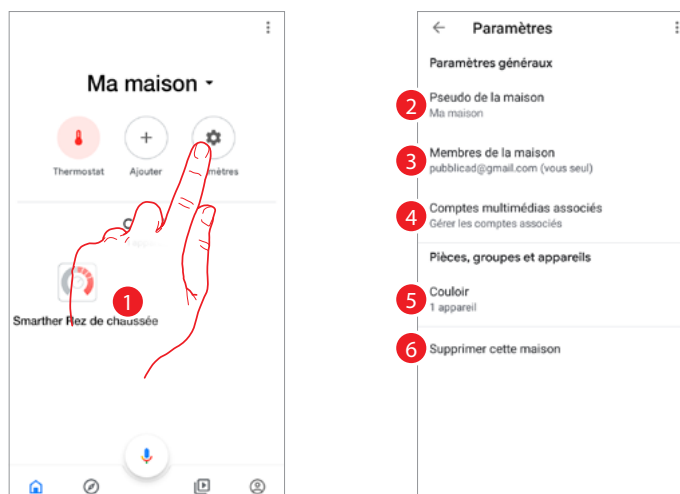 Ma maison
Thermostat
Ajouter
mètres
1
Smarther Rez de chaussée
Paramètres
Paramètres généraux
2
Pseudo de la maison
Ma maison
3
Membres de la maison
pubblicad@gmail.com (vous seul)
4
Comptes multimédias associés
Gérer les comptes associés
Pièces, groupes et appareils
5
Couloir
1 appareil
6
Supprimer cette maison